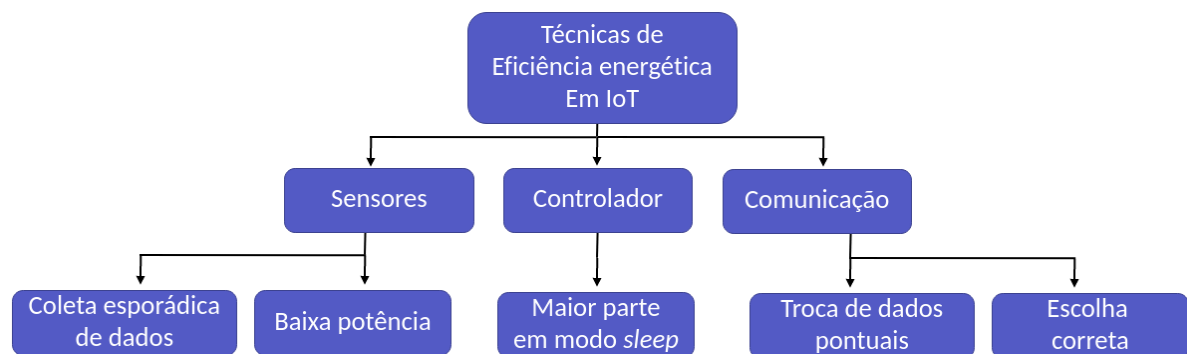 Técnicas de
Eficiência energética
Em IoT
Sensores
Controlador
Comunicação
Coleta esporádica
de dados
Baixa potência
Maior parte
em modo sleep
Troca de dados
pontuais
Escolha
correta